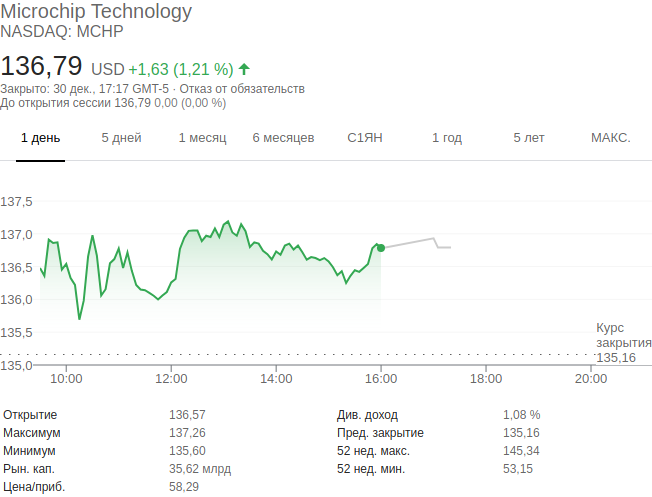 Microchip Technology
NASDAQ: MCHP
136,79 USD +1,63 (1,21 %)
Закрыто: 30 дек., 17:17 GMT-5 · Отказ от обязательств
До открытия сессии 136,79 0,00 (0,00 %)
1 день 5 дней 1 месяц 6 месяцев С1ЯН 1 год 5 лет МАКС.
137,5
137,0
136,5
136,0
135,5
135,0
Курс
закрытия
135,16
10:00 12:00 14:00 16:00 18:00 20:00
Открытие 136,57 Див. доход 1,08 %
Максимум 137,26 Пред. закрытие 135,16
Минимум 135,60 52 нед. макс. 145,34
Рын. кап. 35,62 млрд 52 нед. мин. 53,15
Цена/приб. 58,29